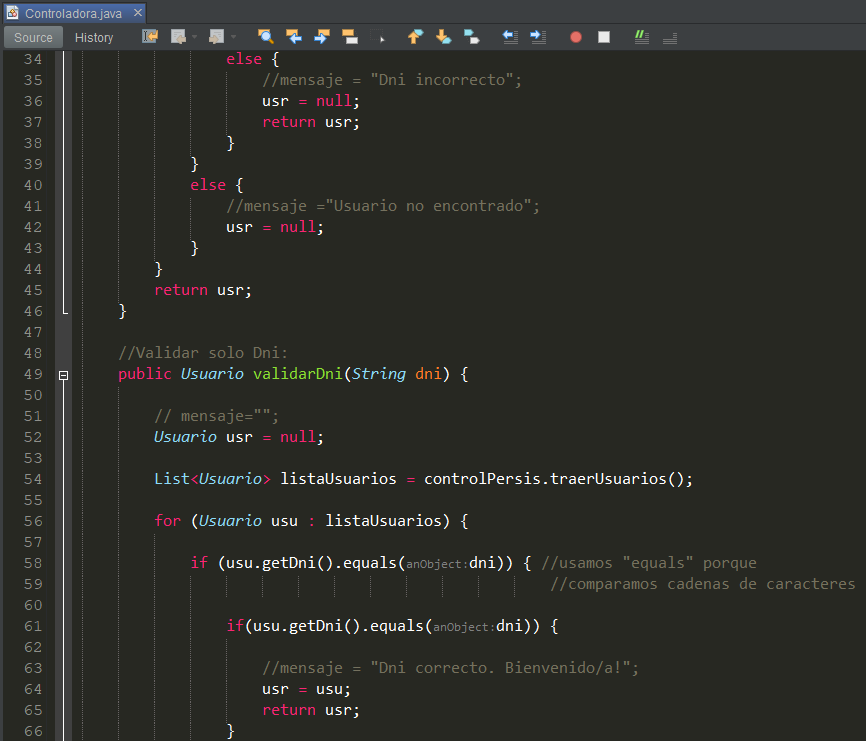 Controladora.java
Source History
34 else {
35 //mensaje = "Dni incorrecto";
36 usr = null;
37 return usr;
38 }
39 }
40 else {
41 //mensaje ="Usuario no encontrado";
42 usr = null;
43 }
44 }
45 return usr;
46 }
47
48 //Validar solo Dni:
49 public Usuario validarDni(String dni) {
50
51 // mensaje="";
52 Usuario usr = null;
53
54 List<Usuario> listaUsuarios = controlPersis.traerUsuarios();
55
56 for (Usuario usu : listaUsuarios) {
57
58 if (usu.getDni().equals(anObject:dni)) { //usamos "equals" porque
59 //comparamos cadenas de caracteres
60
61 if(usu.getDni().equals(anObject:dni)) {
62
63 //mensaje = "Dni correcto. Bienvenido/a!";
64 usr = usu;
65 return usr;
66 }